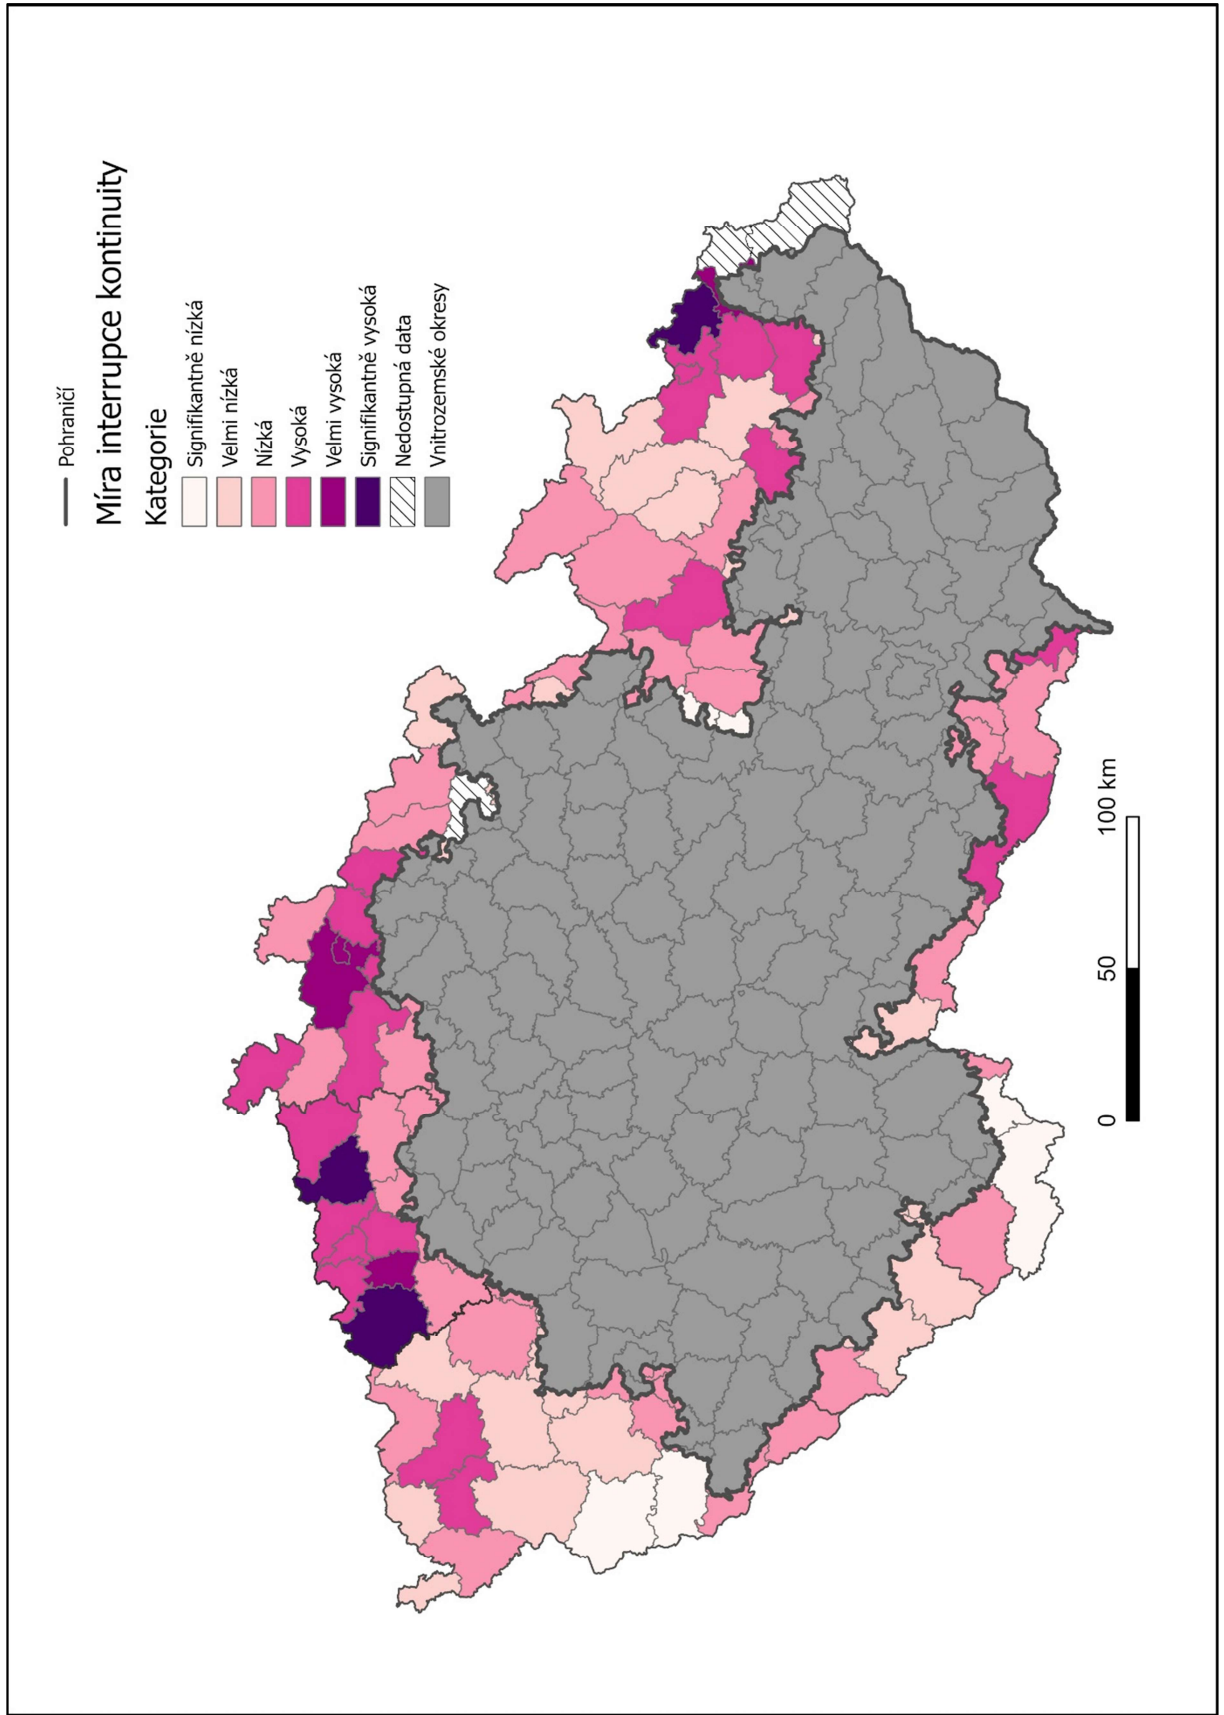 Pohraničí
Míra interrupce kontinuity
Kategorie
Signifikantně nízká
Velmi nízká
Nízká
Vysoká
Velmi vysoká
Signifikantně vysoká
Nedostupná data
Vnitrozemské okresy
0 50 100 km